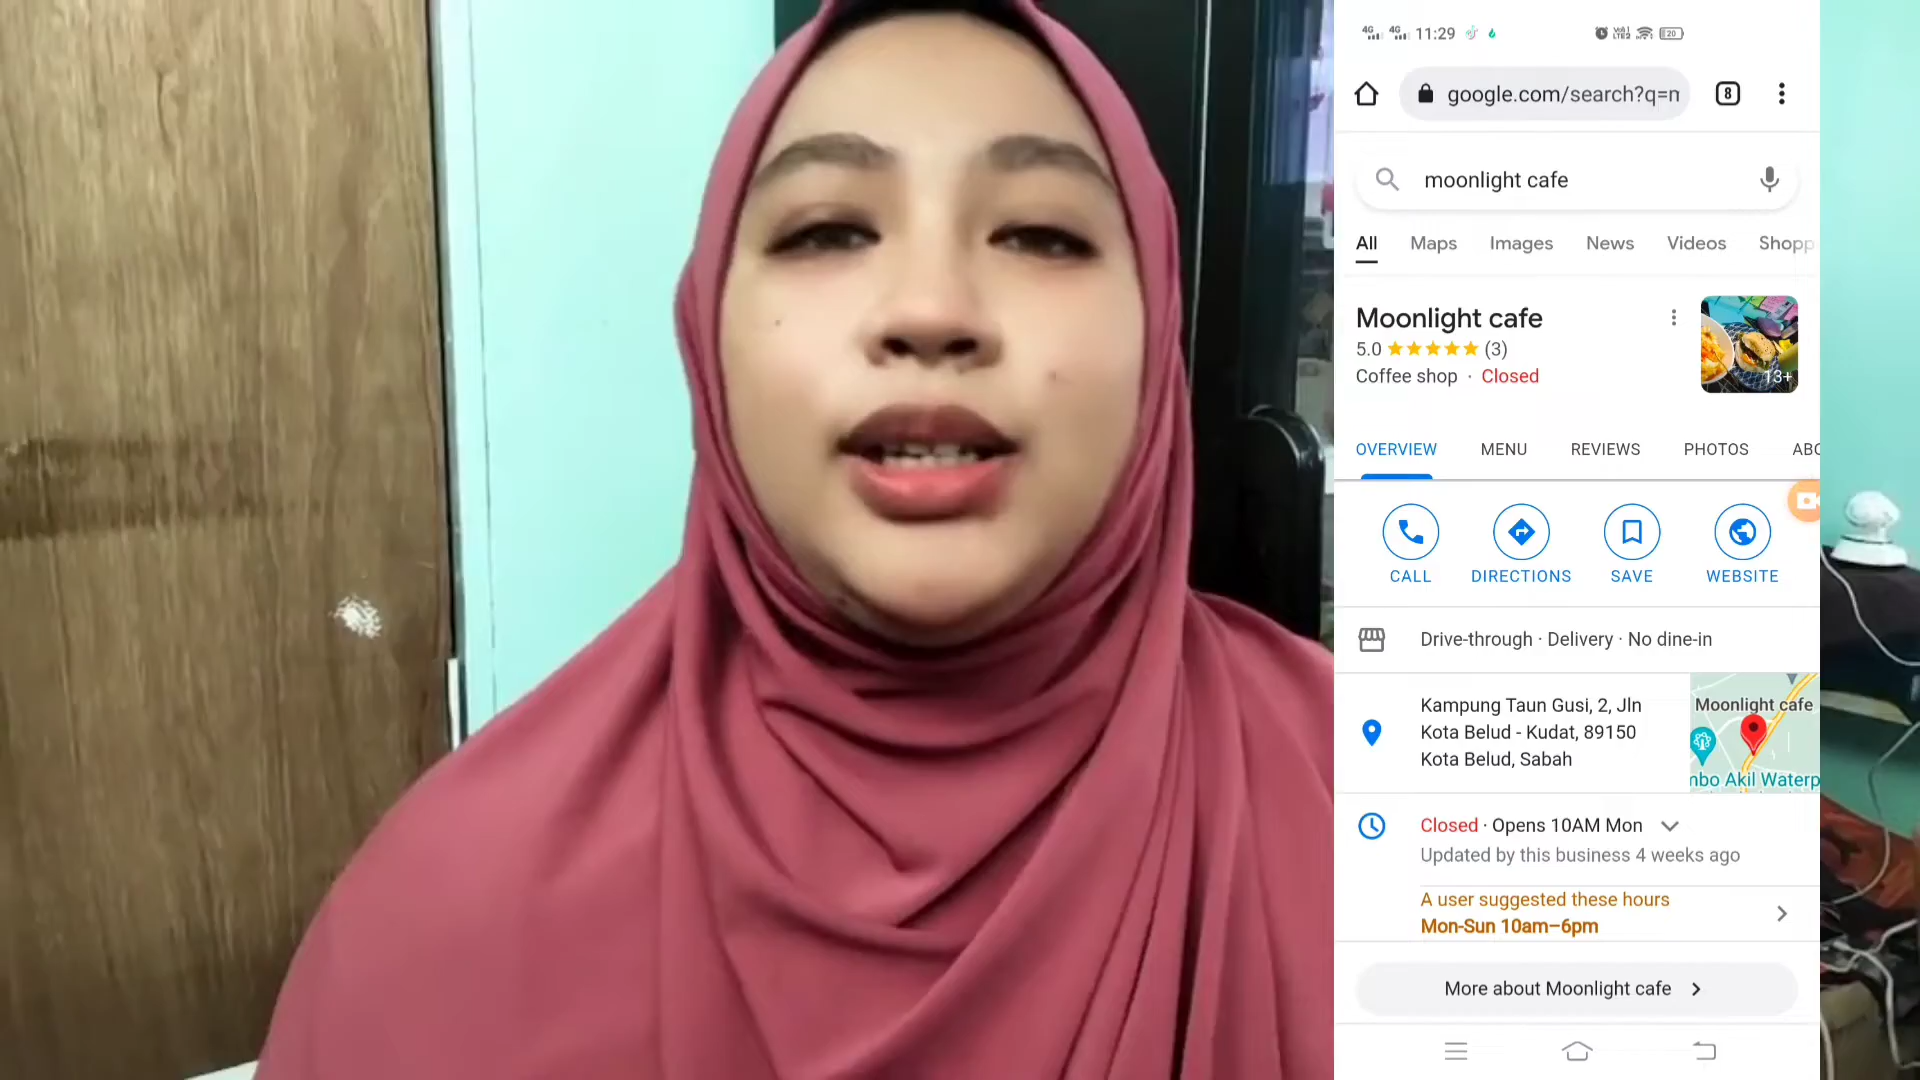 4G 4G 11:29
20
google.com/search?q=n
8
moonlight cafe
All Maps Images News Videos Shopp
Moonlight cafe
5.0 (3)
Coffee shop · Closed
13+
OVERVIEW MENU REVIEWS PHOTOS ABO
CALL DIRECTIONS SAVE WEBSITE
Drive-through · Delivery · No dine-in
Kampung Taun Gusi, 2, Jln
Kota Belud - Kudat, 89150
Kota Belud, Sabah
Moonlight cafe
mbo Akil Waterp
Closed · Opens 10AM Mon
Updated by this business 4 weeks ago
A user suggested these hours
Mon-Sun 10am–6pm
More about Moonlight cafe